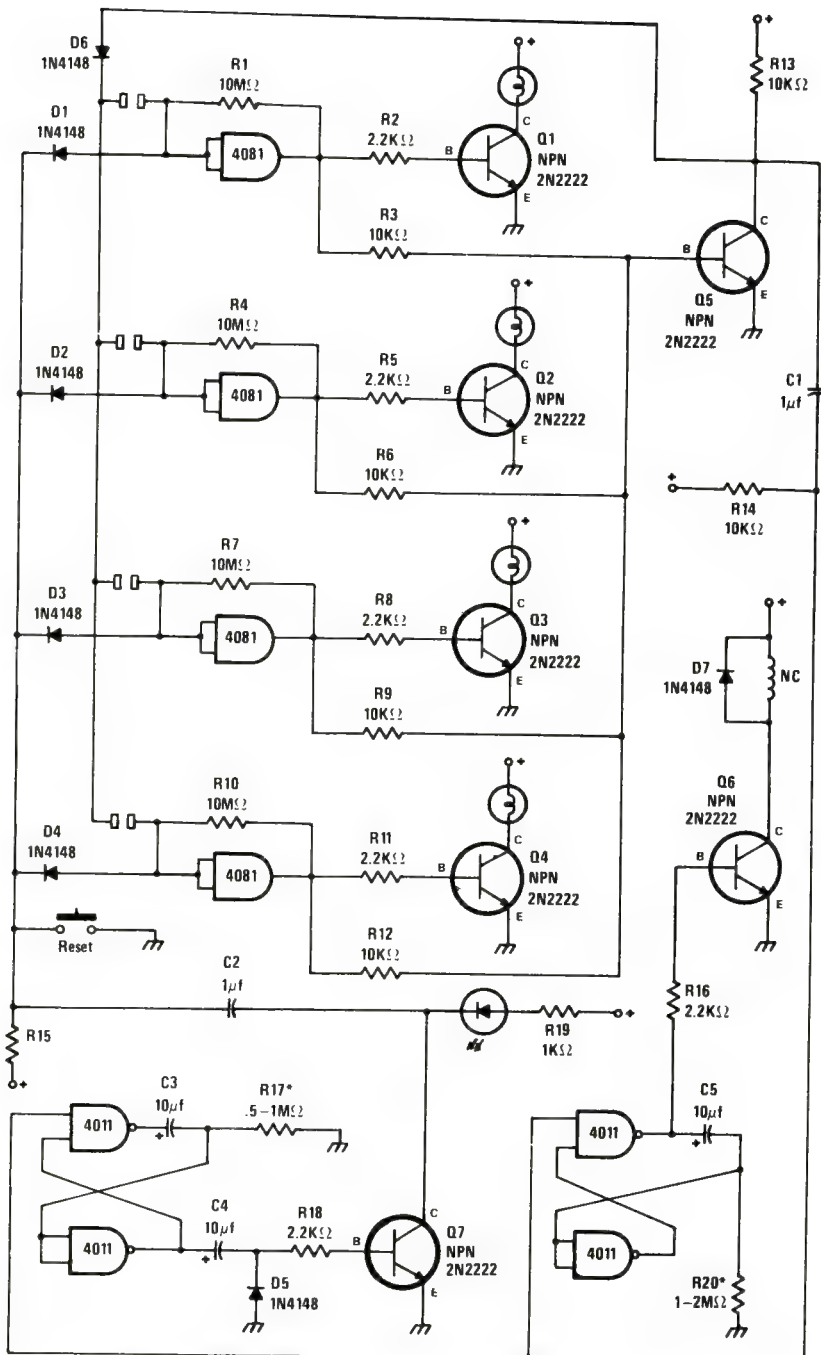 D6
1N4148
R1
10MΩ
R13
10KΩ
D1
1N4148
R2
2.2KΩ
4081
Q1
NPN
2N2222
B
C
E
R3
10KΩ
B
C
E
Q5
NPN
2N2222
R4
10MΩ
D2
1N4148
R5
2.2KΩ
4081
Q2
NPN
2N2222
B
C
E
C1
1µf
R6
10KΩ
R14
10KΩ
R7
10MΩ
D3
1N4148
R8
2.2KΩ
4081
Q3
NPN
2N2222
B
C
E
D7
1N4148
NC
R9
10KΩ
R10
10MΩ
Q6
NPN
2N2222
B
C
E
D4
1N4148
R11
2.2KΩ
4081
Q4
NPN
2N2222
B
C
E
Reset
R12
10KΩ
C2
1µf
R16
2.2KΩ
R15
R19
1KΩ
C3
10µf
R17*
.5-1MΩ
4011
C5
10µf
4011
C4
10µf
R18
2.2KΩ
4011
Q7
NPN
2N2222
B
C
E
4011
D5
1N4148
R20*
1-2MΩ